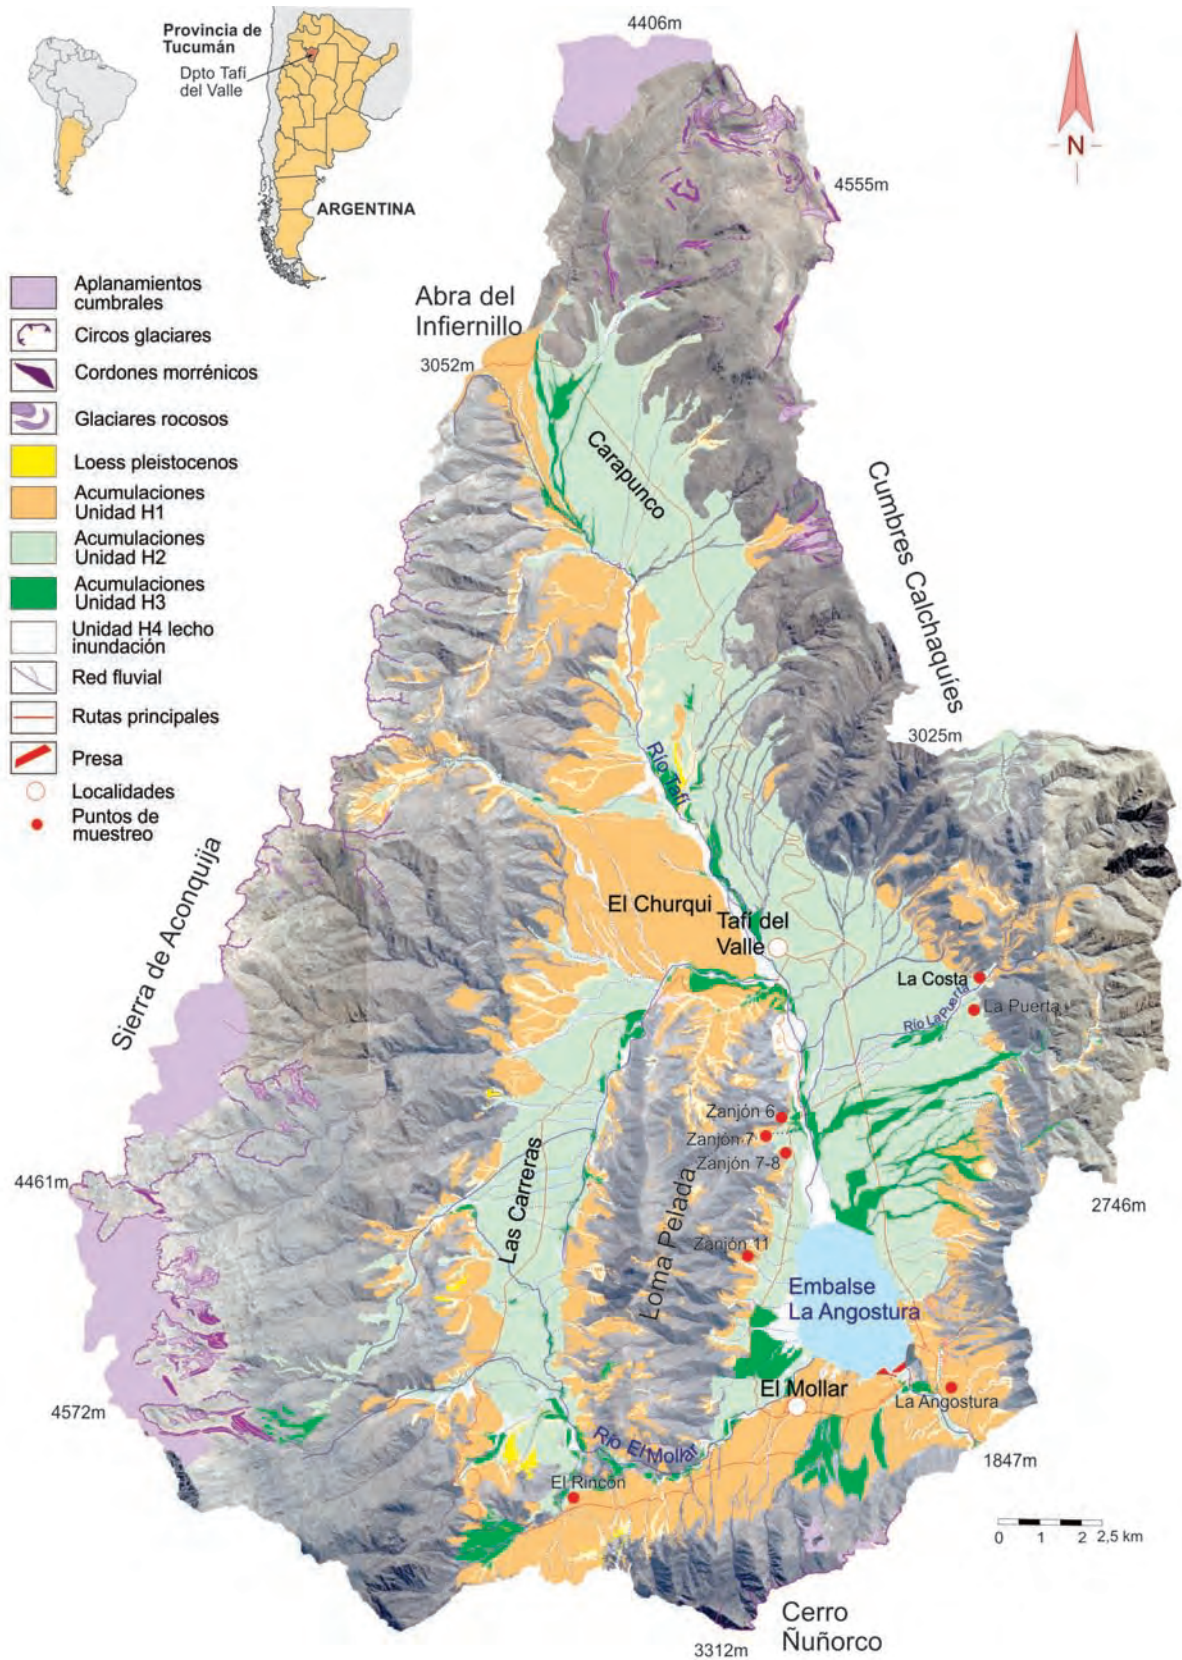 4406m
Provincia de
Tucumán
Dpto Tafí
del Valle
ARGENTINA
N
4555m
Aplanamientos
cumbrales
Circos glaciares
Cordones morrénicos
Glaciares rocosos
Loess pleistocenos
Acumulaciones
Unidad H1
Acumulaciones
Unidad H2
Acumulaciones
Unidad H3
Unidad H4 lecho
inundación
Red fluvial
Rutas principales
Presa
Localidades
Puntos de
muestreo
Abra del
Infiernillo
3052m
Carapunco
Cumbres Calchaquíes
3025m
Río Tafí
Sierra de Aconquija
El Churqui
Tafí del
Valle
La Costa
Río La Puerta
La Puerta
Zanjón 6
Zanjón 7
Zanjón 7-8
Las Carreras
Loma Pelada
4461m
2746m
Zanjón 11
Embalse
La Angostura
El Mollar
La Angostura
4572m
Río El Mollar
1847m
El Rincón
0 1 2 2,5 km
Cerro
Ñuñorco
3312m